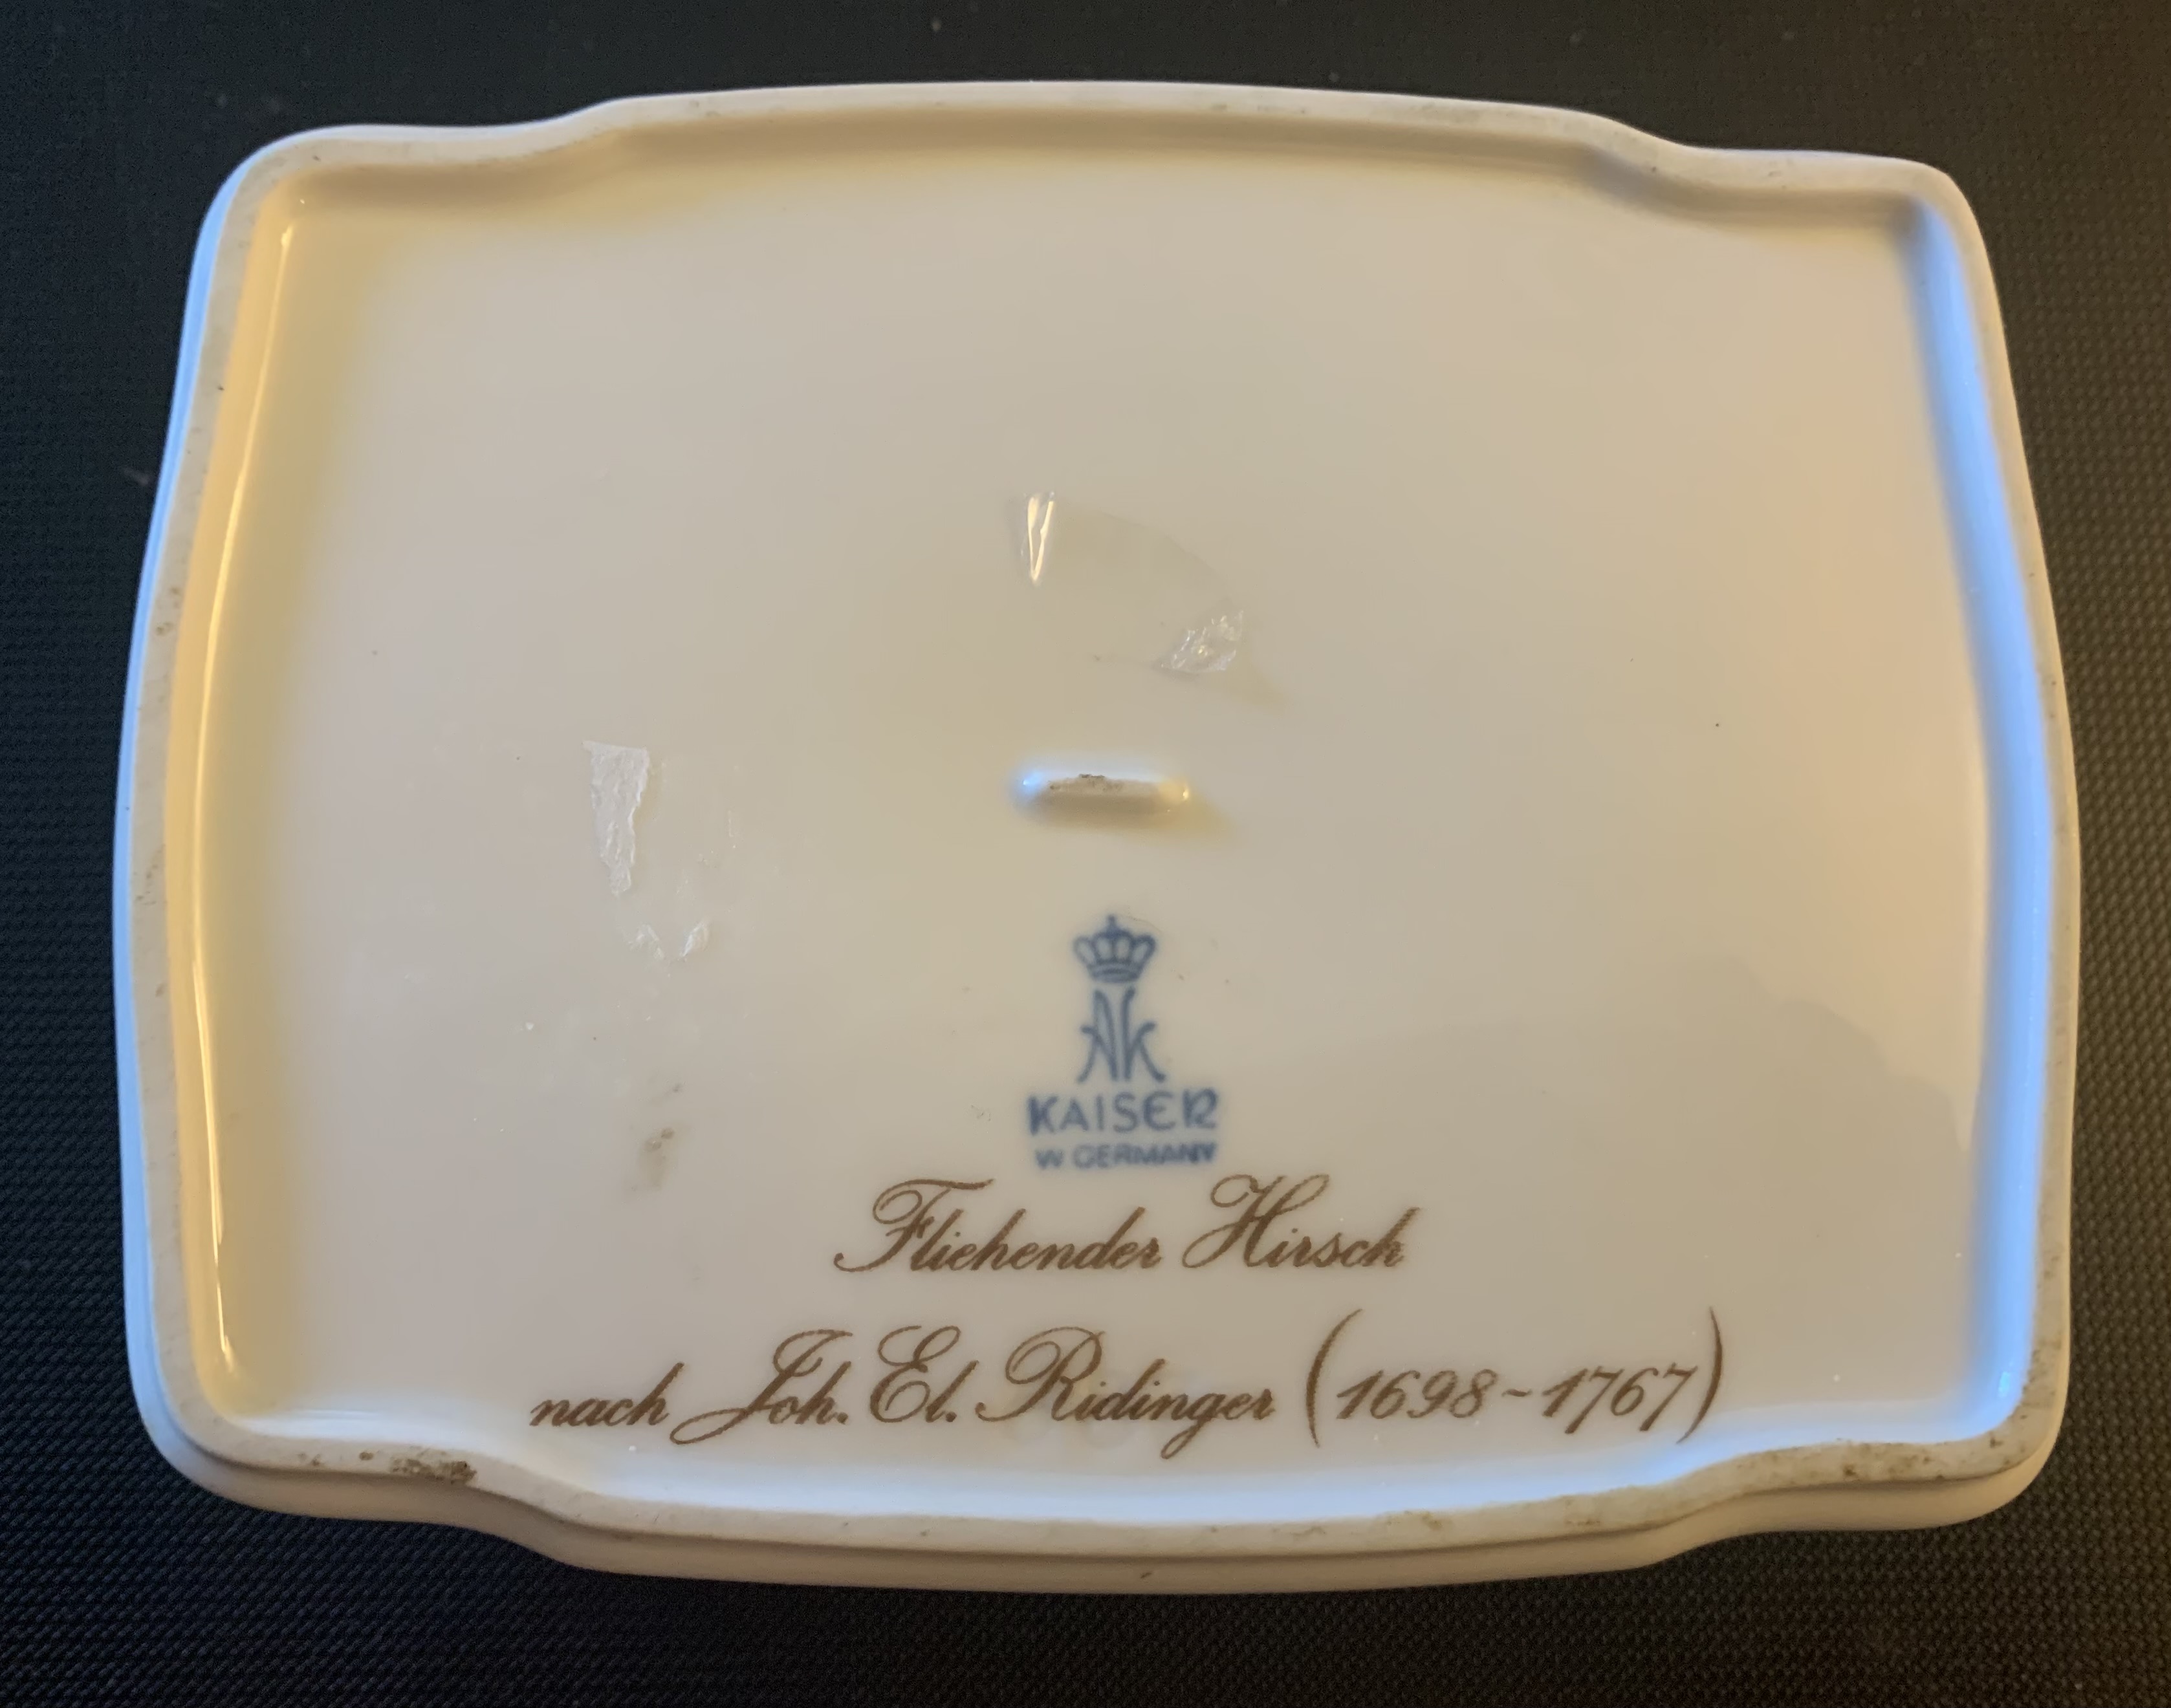 AK
KAISER
W. GERMANY
Fliehender Hirsch
nach Joh. El. Ridinger (1698~1767)